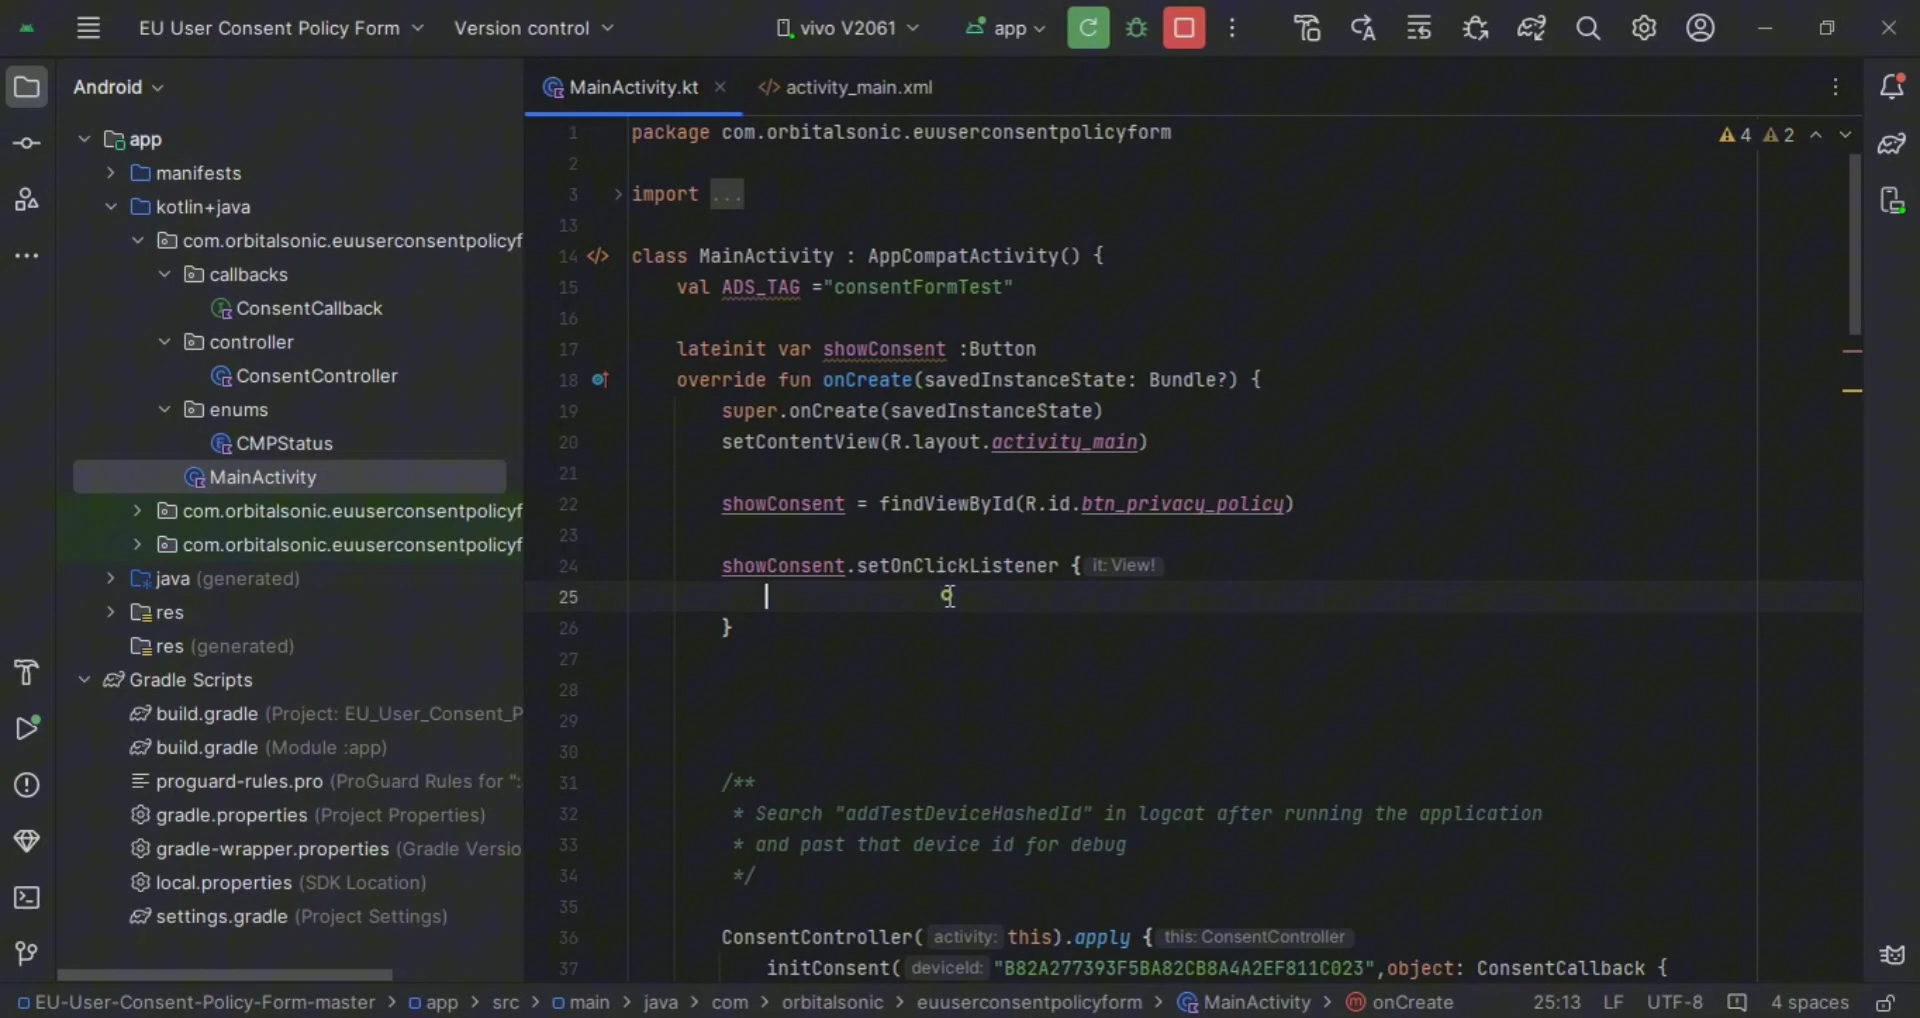 EU User Consent Policy Form
Version control
vivo V2061
app
Android
app
manifests
kotlin+java
com.orbitalsonic.euuserconsentpolicyf
callbacks
ConsentCallback
controller
ConsentController
enums
CMPStatus
MainActivity
com.orbitalsonic.euuserconsentpolicyf
com.orbitalsonic.euuserconsentpolicyf
java (generated)
res
res (generated)
Gradle Scripts
build.gradle (Project: EU_User_Consent_P
build.gradle (Module :app)
proguard-rules.pro (ProGuard Rules for ":
gradle.properties (Project Properties)
gradle-wrapper.properties (Gradle Versio
local.properties (SDK Location)
settings.gradle (Project Settings)
MainActivity.kt
activity_main.xml
4 2
1 package com.orbitalsonic.euuserconsentpolicyform
2
3 import ...
13
14 class MainActivity : AppCompatActivity() {
15 val ADS_TAG ="consentFormTest"
16
17 lateinit var showConsent :Button
18 override fun onCreate(savedInstanceState: Bundle?) {
19 super.onCreate(savedInstanceState)
20 setContentView(R.layout.activity_main)
21
22 showConsent = findViewById(R.id.btn_privacy_policy)
23
24 showConsent.setOnClickListener { it: View!
25
26 }
27
28
29
30
31 /**
32 * Search "addTestDeviceHashedId" in logcat after running the application
33 * and past that device id for debug
34 */
35
36 ConsentController( activity: this).apply { this: ConsentController
37 initConsent( deviceId: "B82A277393F5BA82CB8A4A2EF811C023",object: ConsentCallback {
EU-User-Consent-Policy-Form-master > app > src > main > java > com > orbitalsonic > euuserconsentpolicyform > MainActivity > onCreate
25:13 LF UTF-8 4 spaces